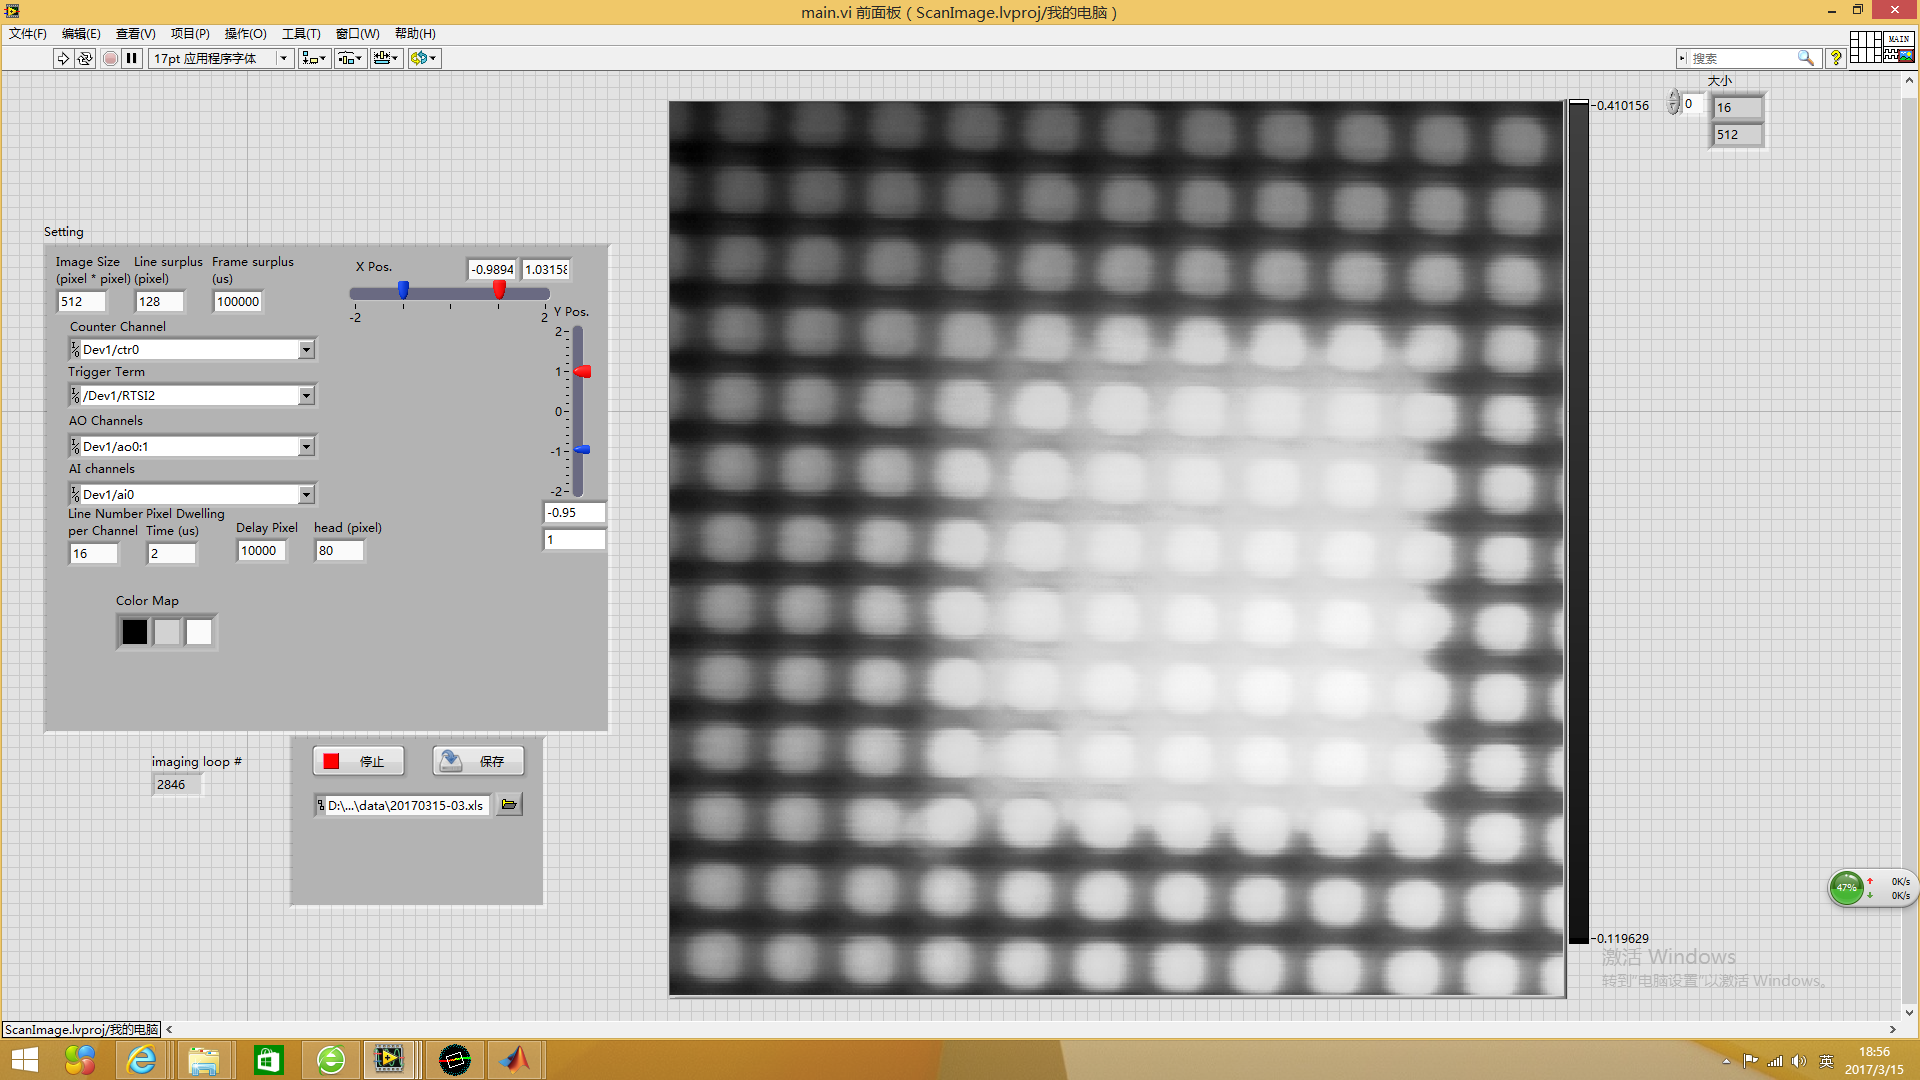 main.vi 前面板 ( ScanImage.lvproj/我的电脑 )
文件(F) 编辑(E) 查看(V) 项目(P) 操作(O) 工具(T) 窗口(W) 帮助(H)
17pt 应用程序字体
搜索
MAIN
大小
0
16
512
-0.410156
-0.119629
Setting
Image Size
(pixel * pixel)
512
Line surplus
(pixel)
128
Frame surplus
(us)
100000
X Pos.
-0.9894
1.03158
-2
2
Y Pos.
2
1
0
-1
-2
-0.95
1
Counter Channel
Dev1/ctr0
Trigger Term
/Dev1/RTSI2
AO Channels
Dev1/ao0:1
AI channels
Dev1/ai0
Line Number
per Channel
16
Pixel Dwelling
Time (us)
2
Delay Pixel
10000
head (pixel)
80
Color Map
imaging loop #
2846
停止
保存
D:\...\data\20170315-03.xls
47%
0K/s
0K/s
激活 Windows
转到"电脑设置"以激活 Windows。
ScanImage.lvproj/我的电脑
英
18:56
2017/3/15